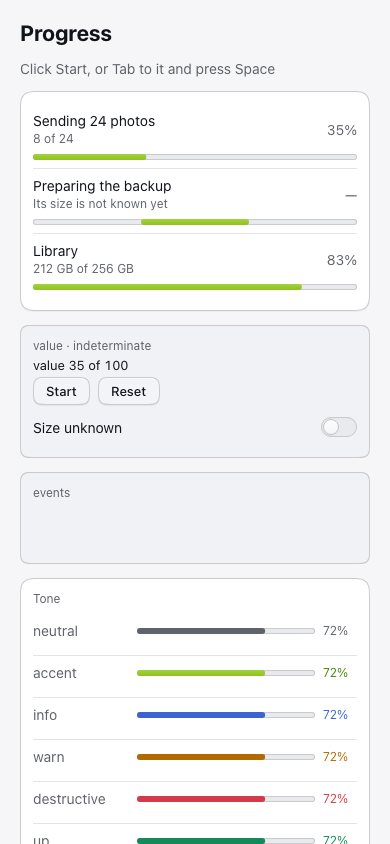 Progress
Click Start, or Tab to it and press Space
Sending 24 photos
8 of 24
35%
Preparing the backup
Its size is not known yet
—
Library
212 GB of 256 GB
83%
value · indeterminate
value 35 of 100
Start Reset
Size unknown
events
Tone
neutral 72%
accent 72%
info 72%
warn 72%
destructive 72%
up 72%